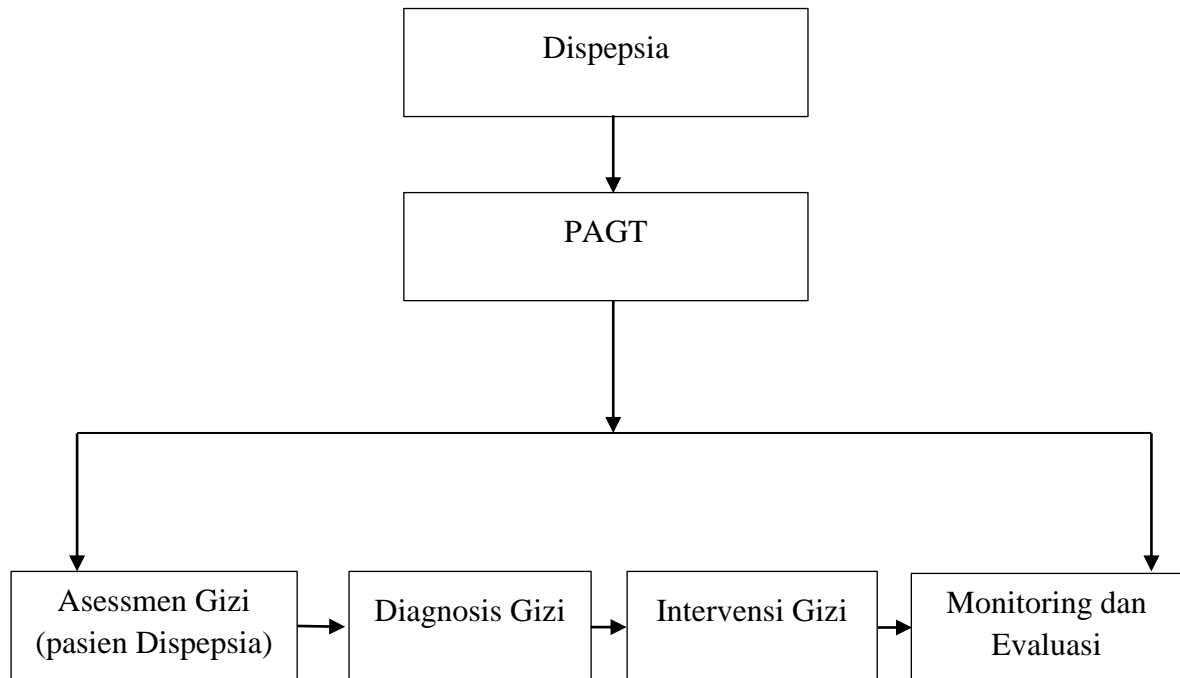 Dispepsia
PAGT
Asessmen Gizi
(pasien Dispepsia)
Diagnosis Gizi
Intervensi Gizi
Monitoring dan
Evaluasi